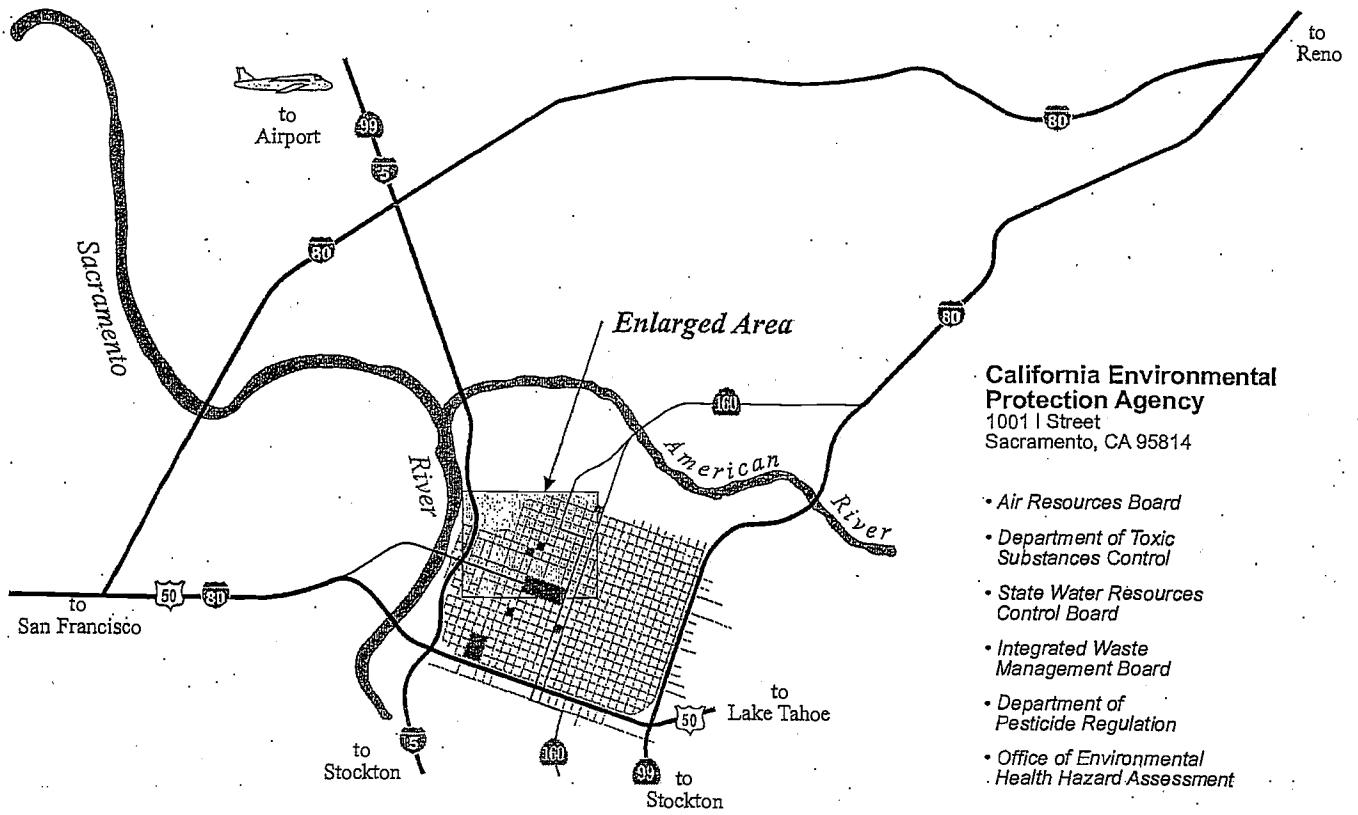 to
Reno
to
Airport
99
5
80
80
Sacramento
Enlarged Area
80
160
California Environmental
Protection Agency
1001 I Street
Sacramento, CA 95814
American
River
River
• Air Resources Board
• Department of Toxic
Substances Control
• State Water Resources
Control Board
• Integrated Waste
Management Board
• Department of
Pesticide Regulation
• Office of Environmental
Health Hazard Assessment
50
80
to
San Francisco
to
Lake Tahoe
50
5
to
Stockton
160
99
to
Stockton